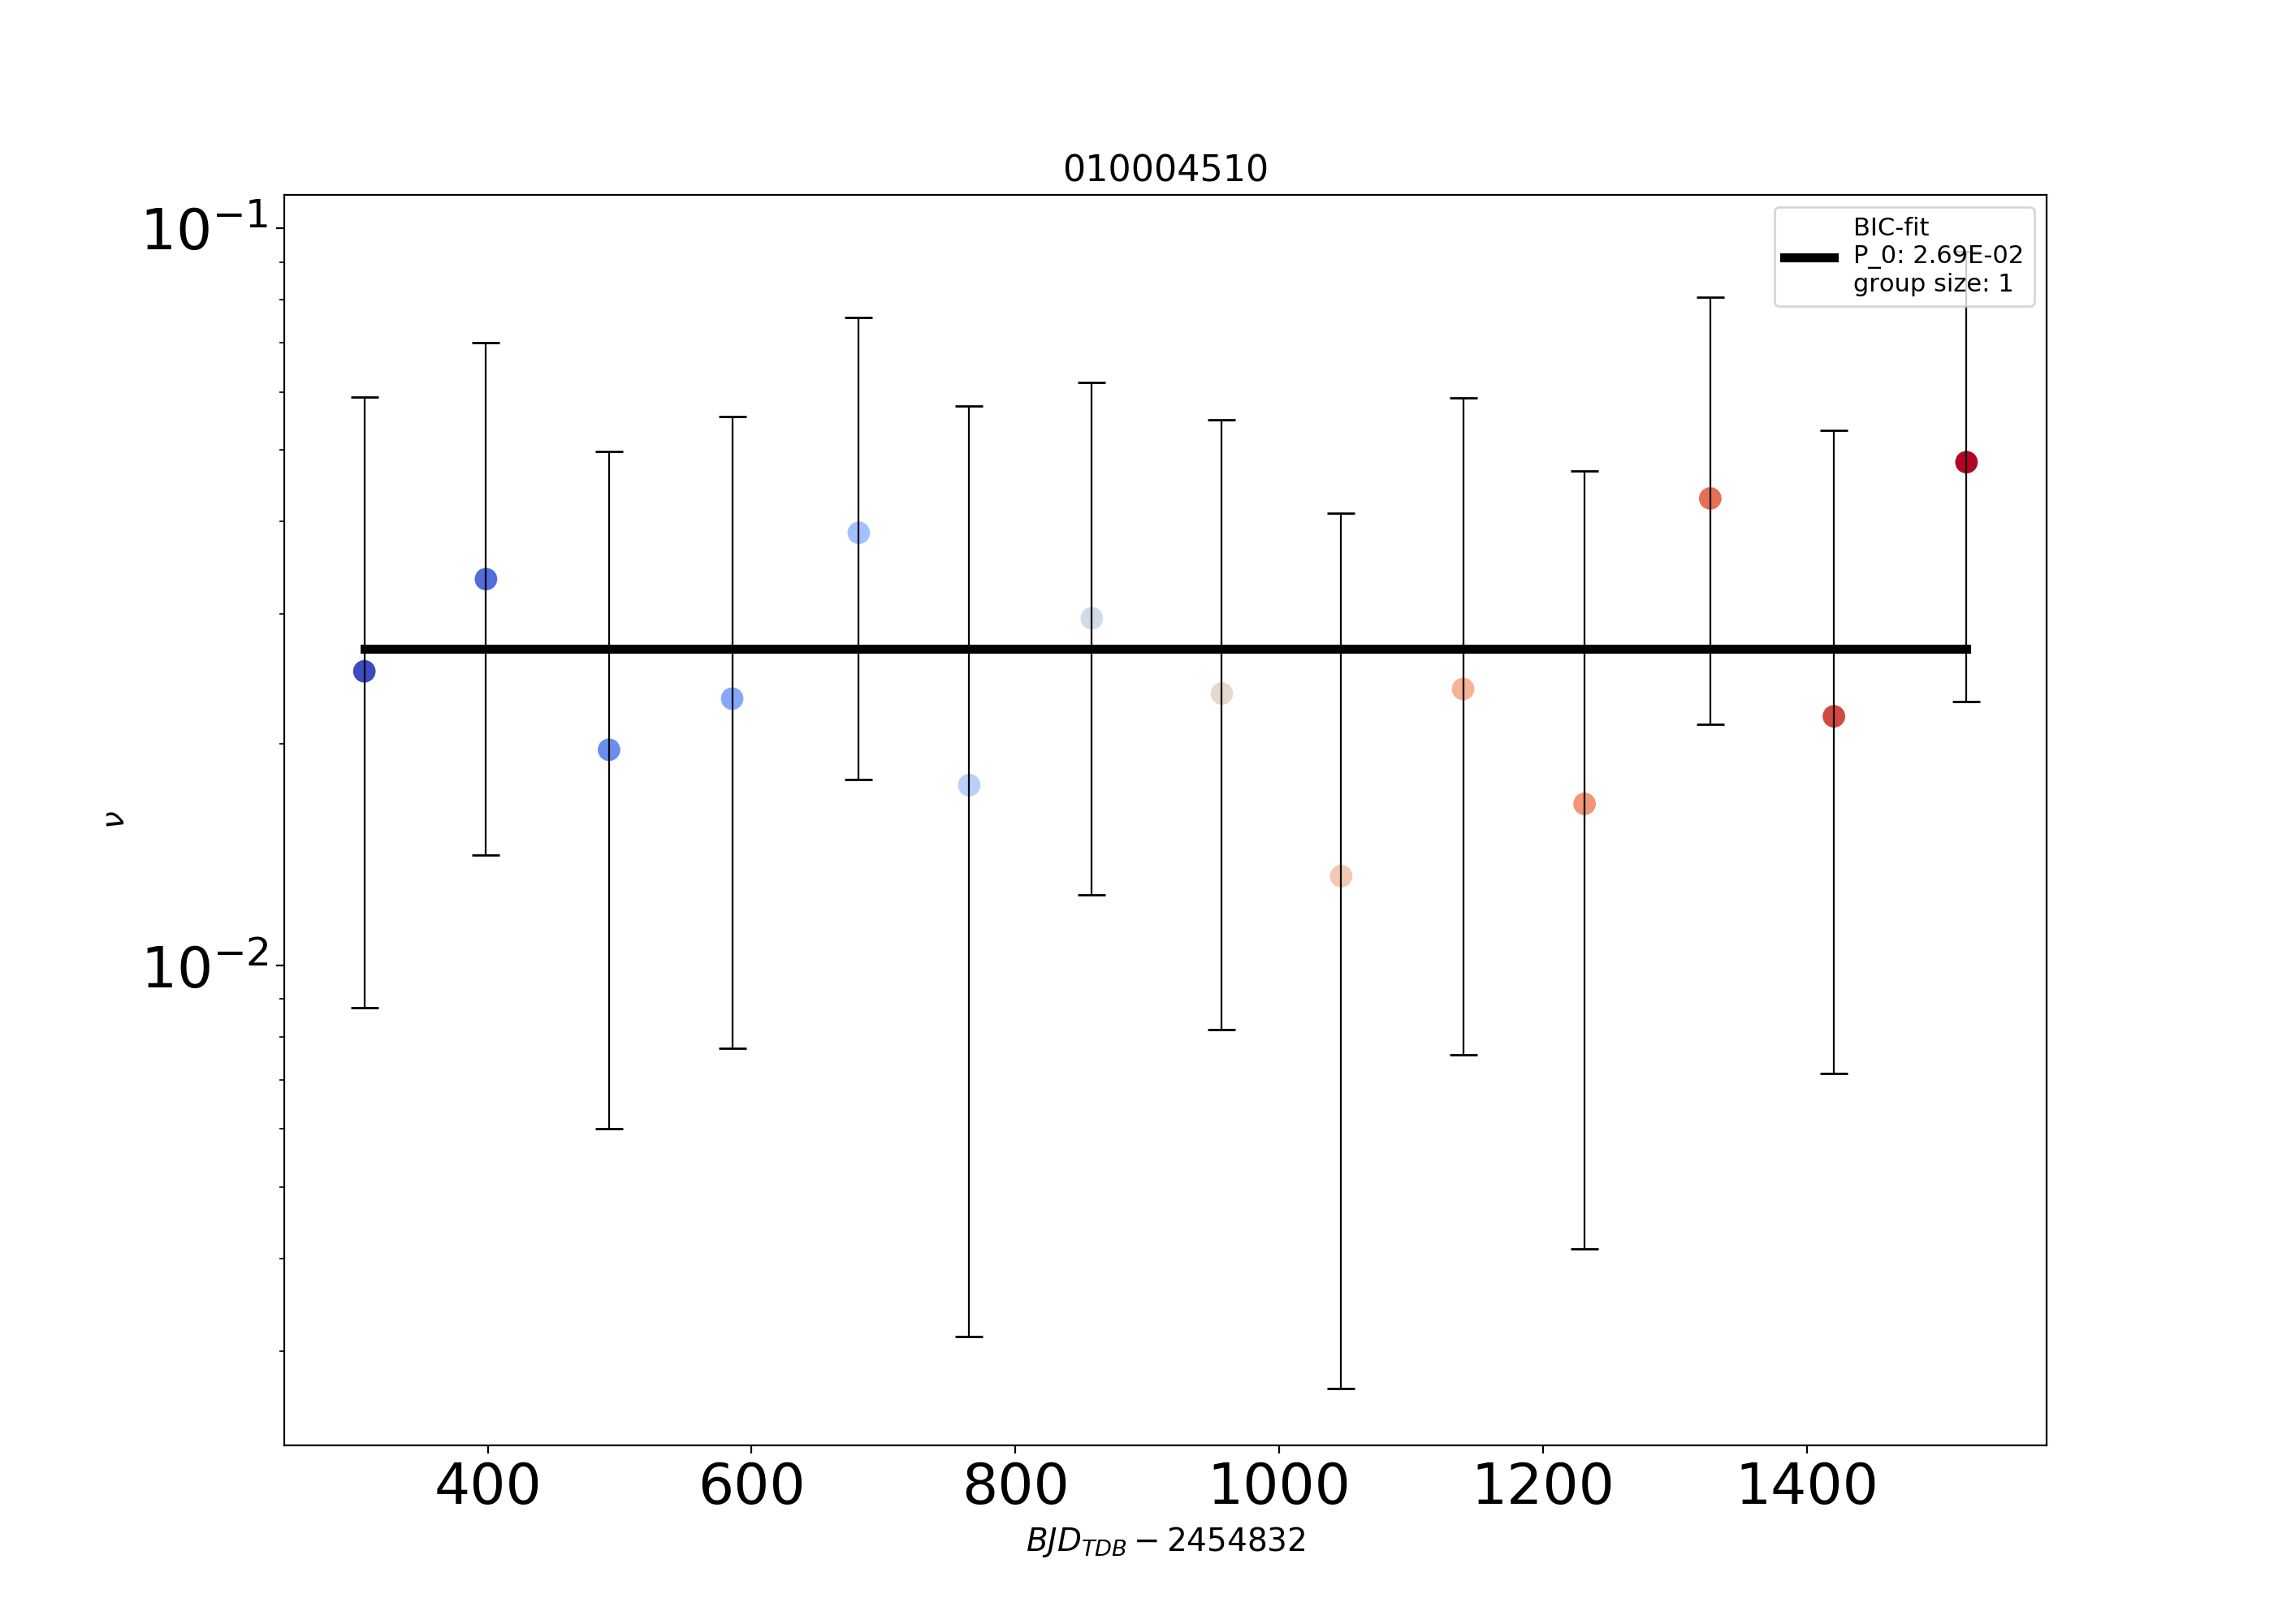 010004510
10⁻¹
BIC-fit
P_0: 2.69E-02
group size: 1
ν
10⁻²
400 600 800 1000 1200 1400
BJD_TDB − 2454832